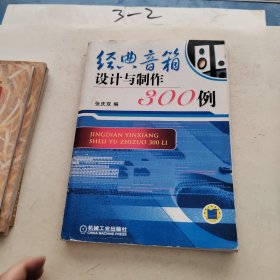 3-2
经典音箱
设计与制作
300例
张庆双 编
JINGDIAN YINXIANG
SHEJI YU ZHIZUO 300 LI
机械工业出版社
CHINA MACHINE PRESS